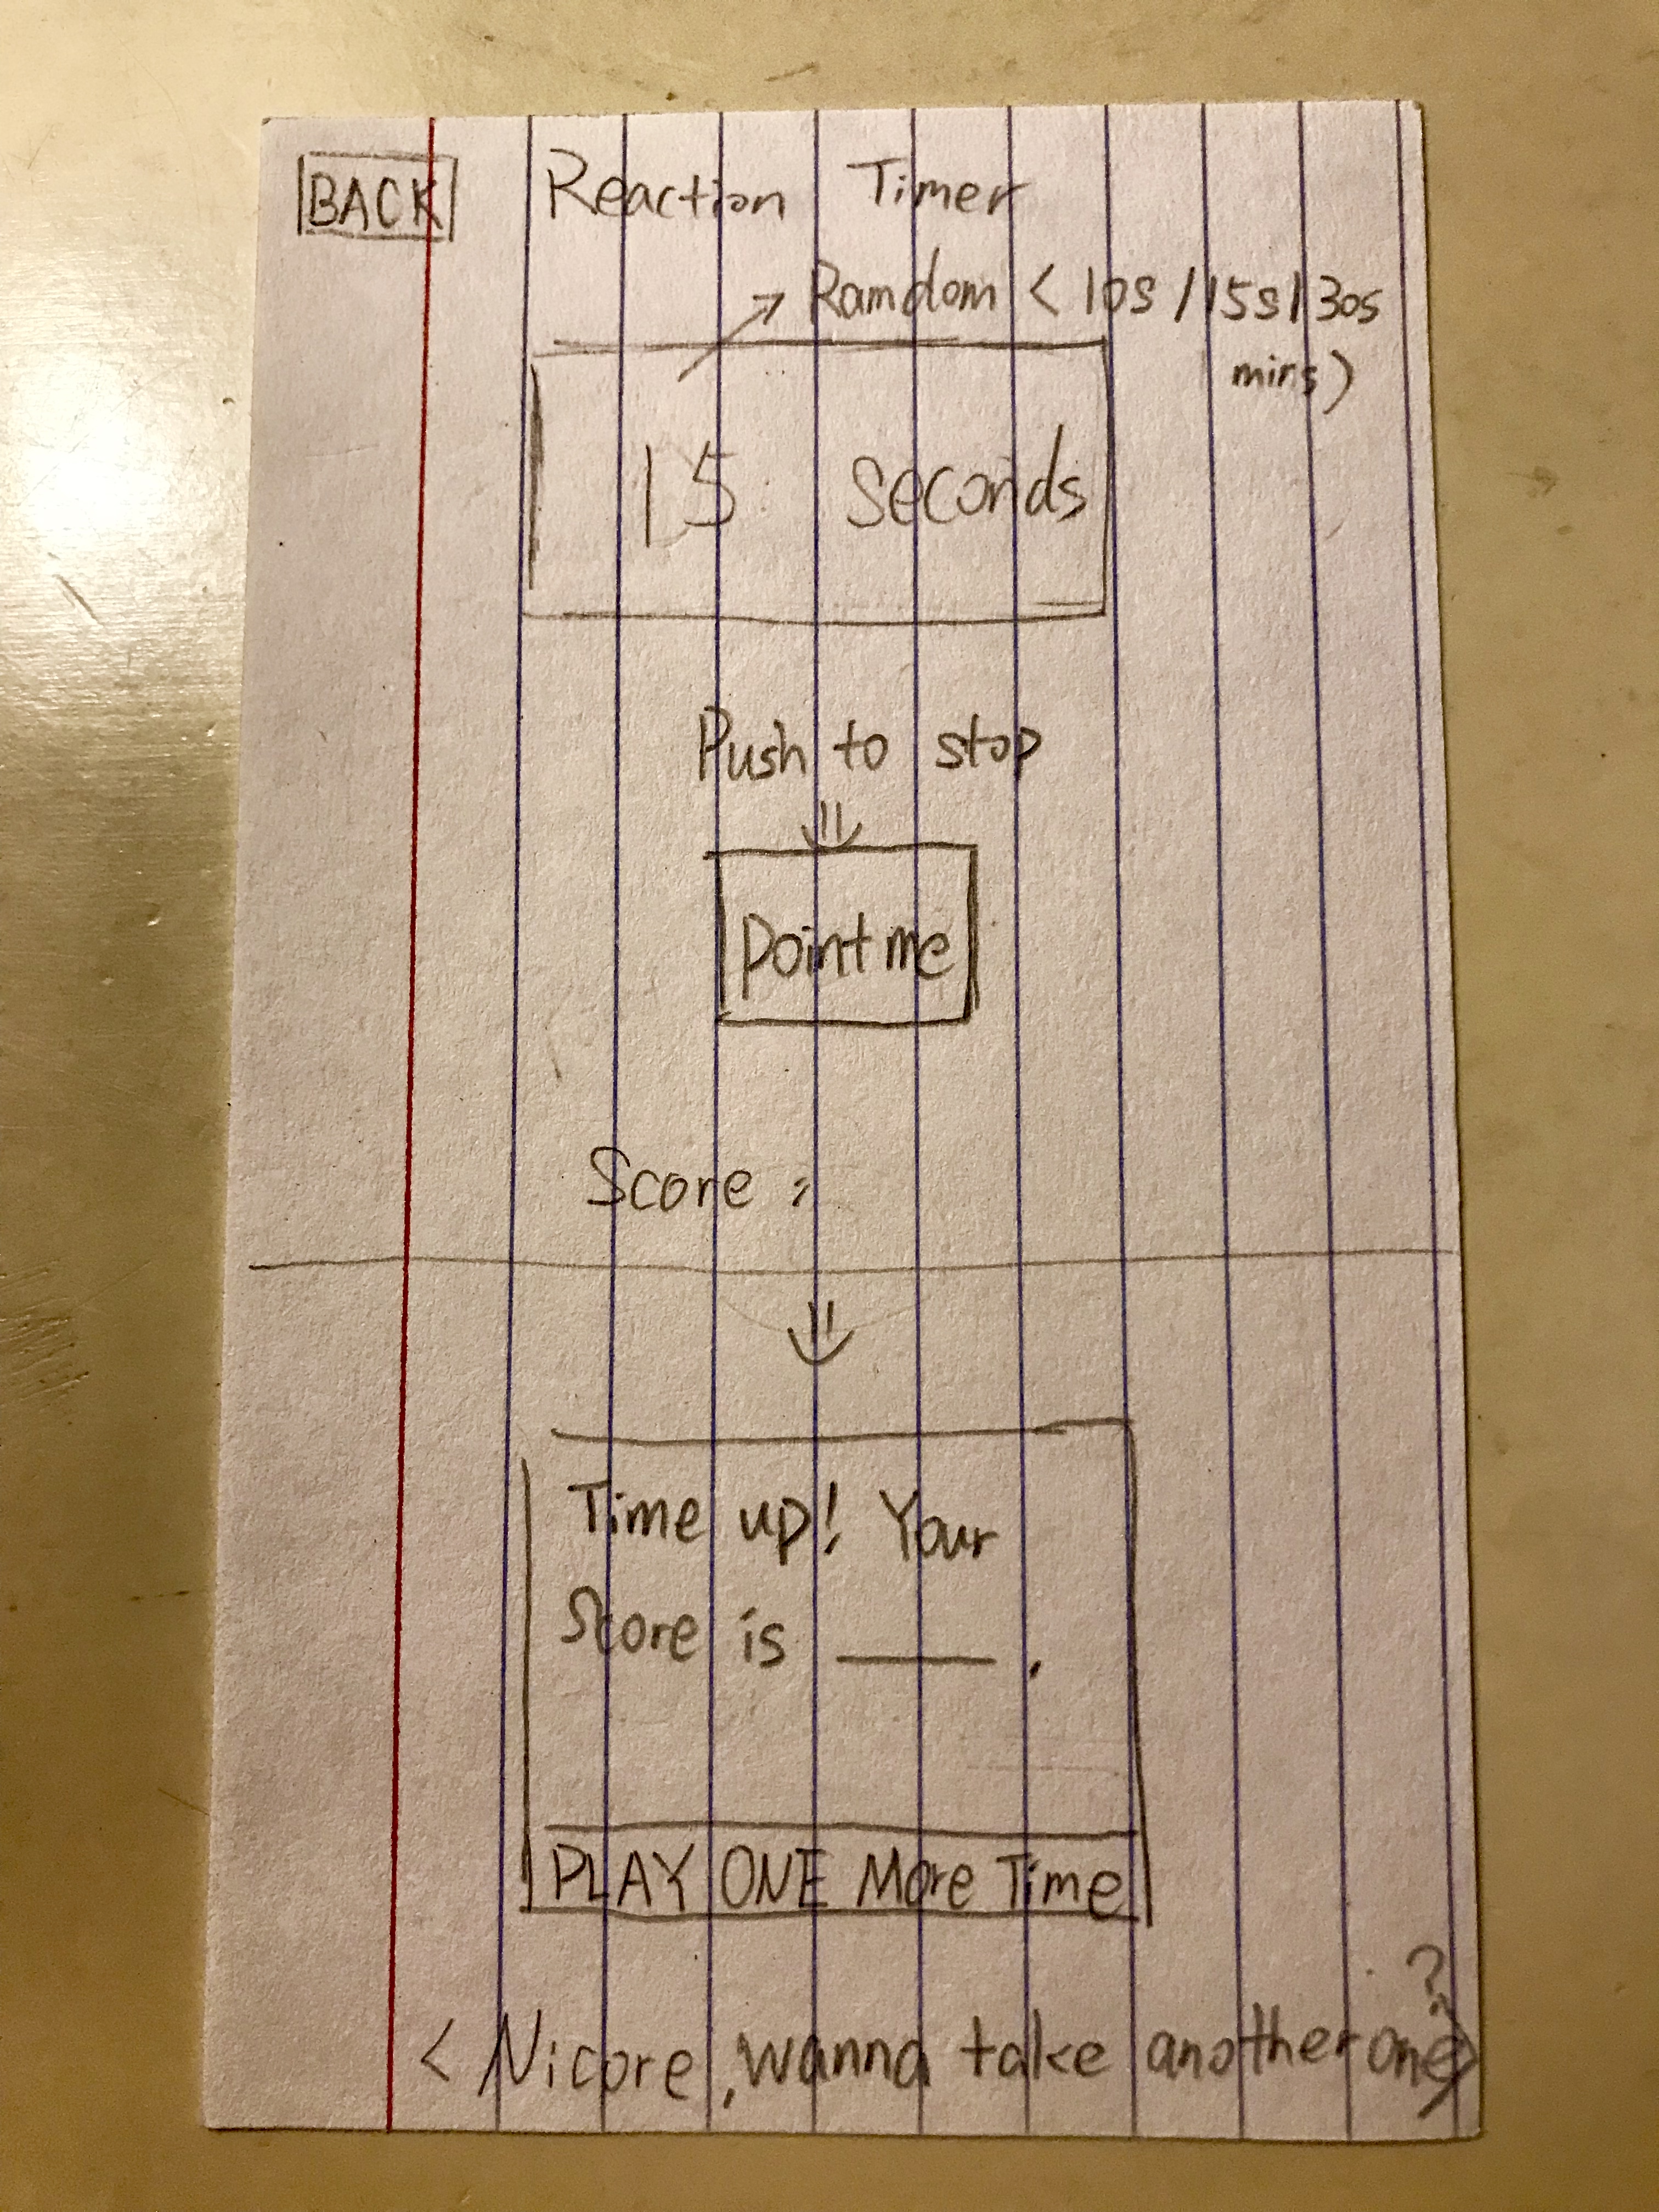 BACK Reaction Timer
Ramdom < 10s / 15s / 30s
mins)
15 seconds
Push to stop
Point me
Score :
Time up! Your
Score is ____ .
PLAY ONE More Time
< Nicore, wanna take another one?>